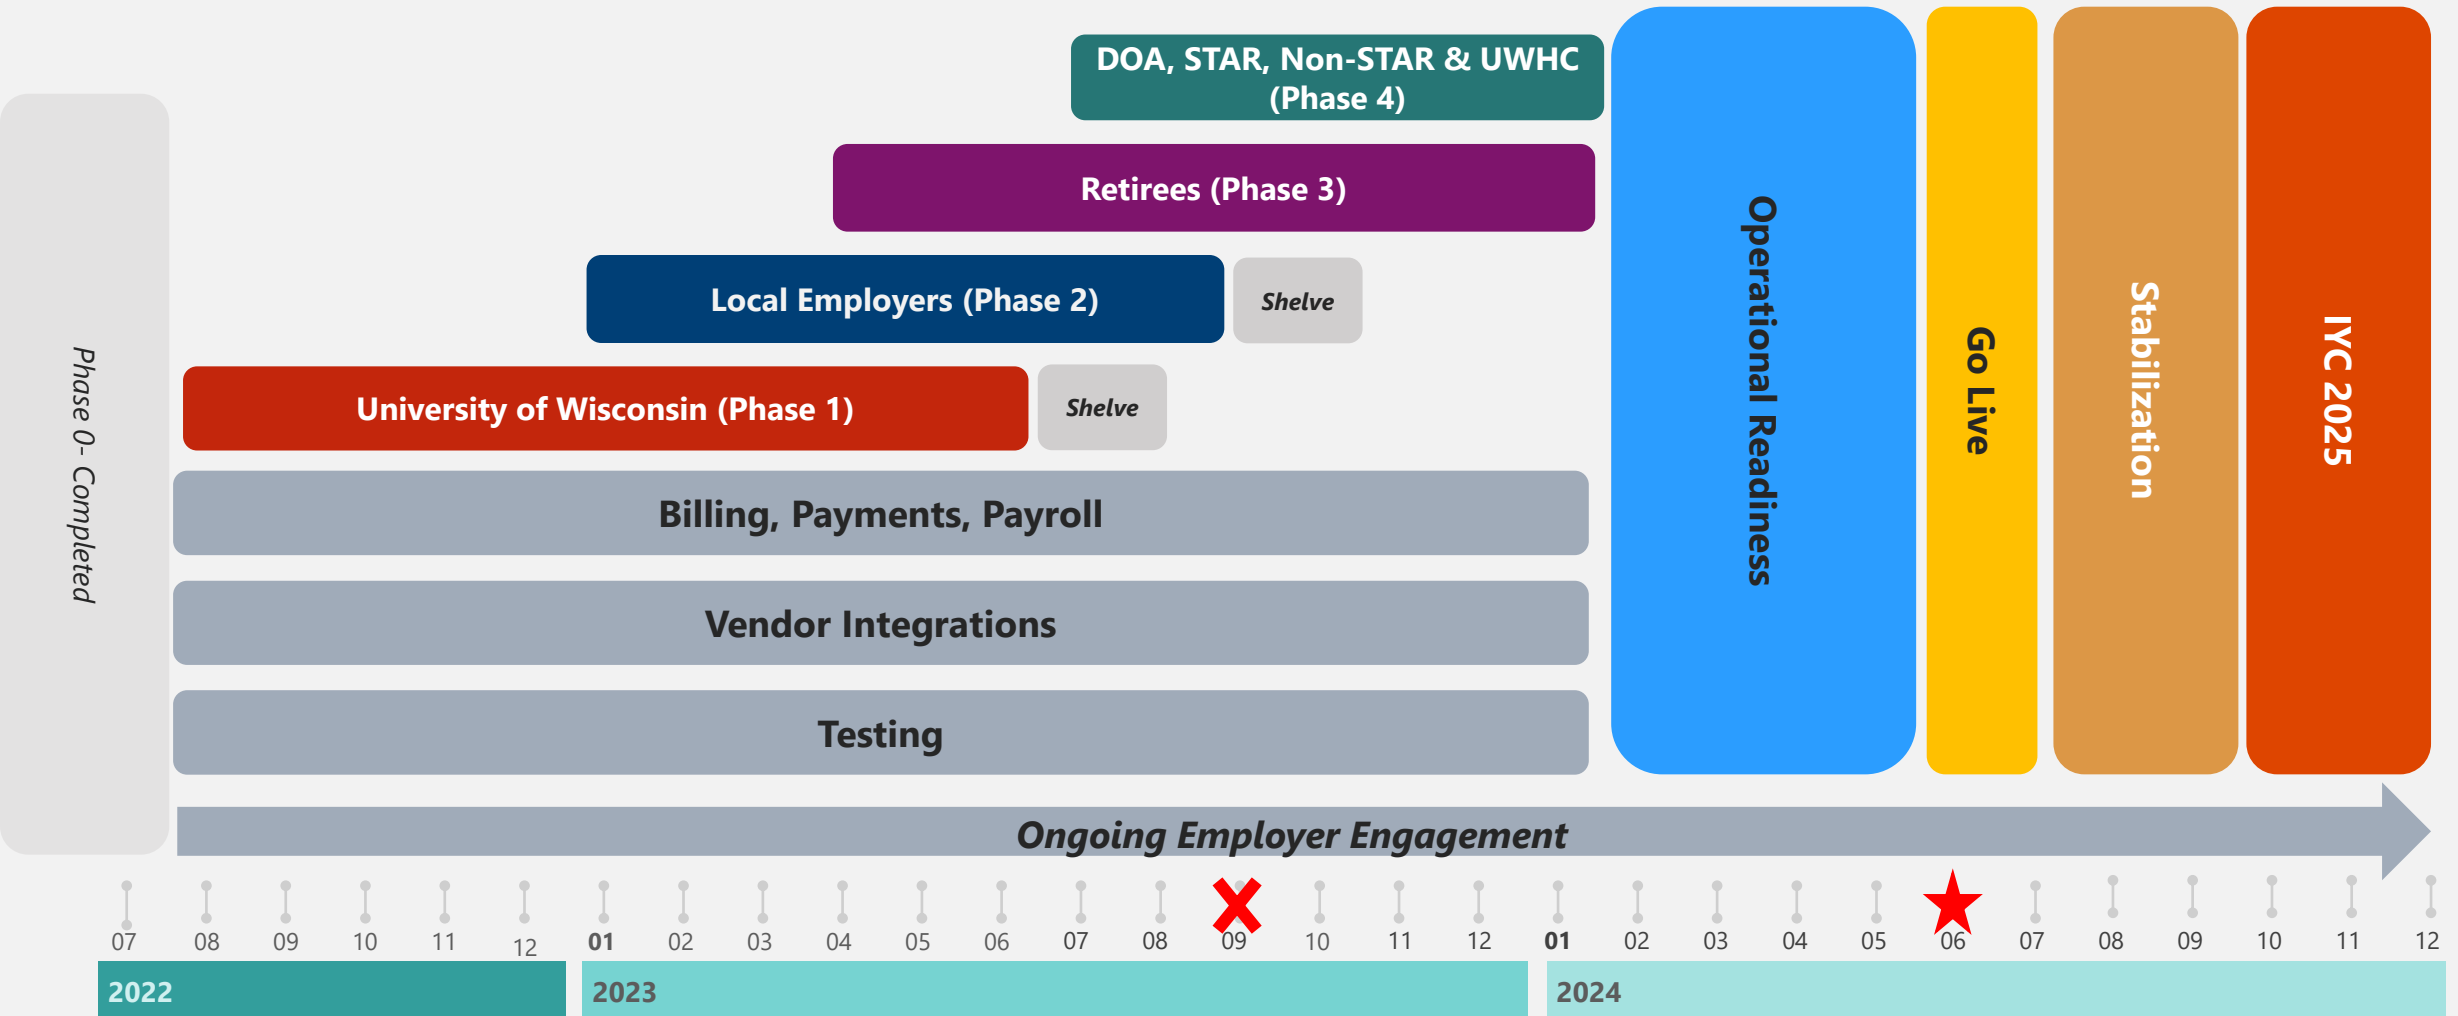 DOA, STAR, Non-STAR & UWHC
(Phase 4)
Retirees (Phase 3)
Local Employers (Phase 2)
Shelve
University of Wisconsin (Phase 1)
Shelve
Billing, Payments, Payroll
Vendor Integrations
Testing
Phase 0- Completed
Operational Readiness
Go Live
Stabilization
IYC 2025
Ongoing Employer Engagement
07 08 09 10 11 12 01 02 03 04 05 06 07 08 09 10 11 12 01 02 03 04 05 06 07 08 09 10 11 12
2022 2023 2024